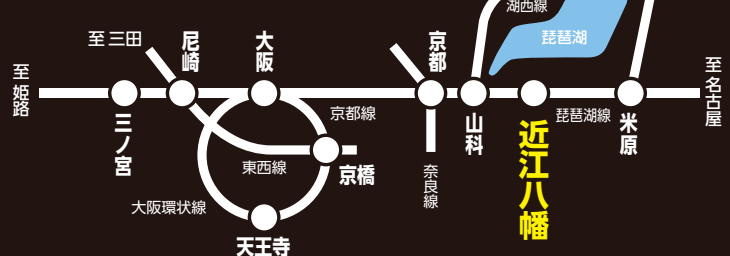 湖西線
琵琶湖
至 三田
尼崎
大阪
京都
至 姫路
至 名古屋
三ノ宮
京都線
山科
近江八幡
琵琶湖線
米原
東西線
京橋
奈良線
大阪環状線
天王寺